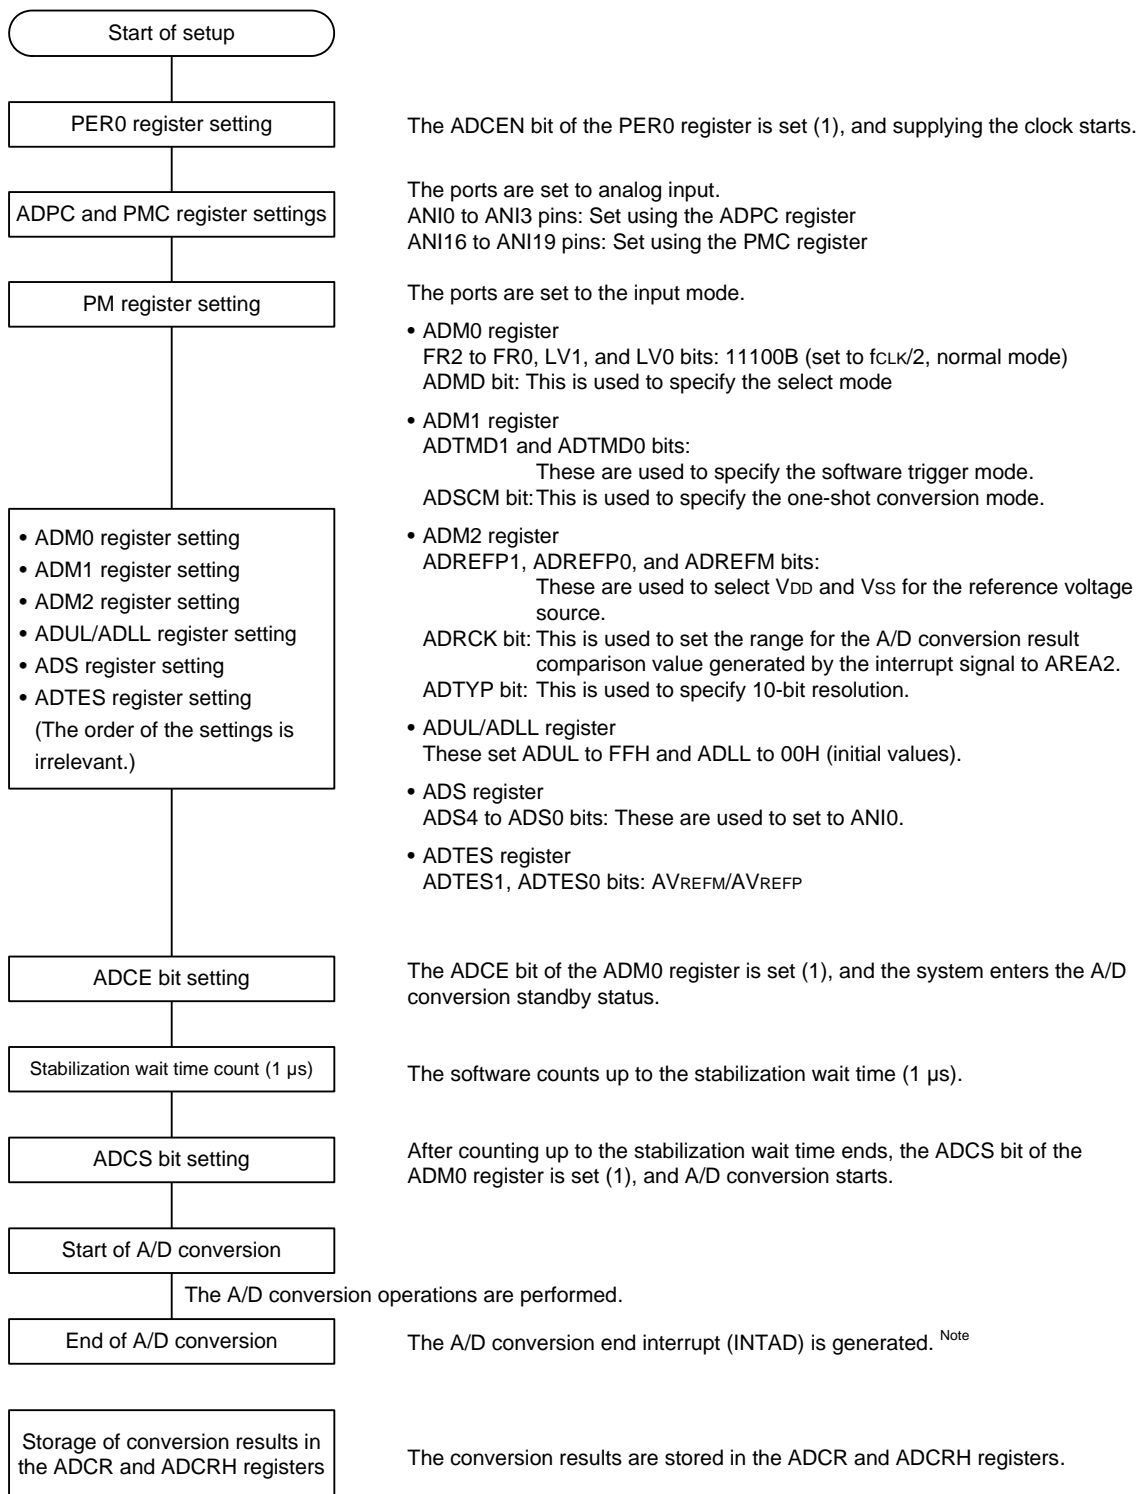 Start of setup
PER0 register setting
The ADCEN bit of the PER0 register is set (1), and supplying the clock starts.
ADPC and PMC register settings
The ports are set to analog input.
ANI0 to ANI3 pins: Set using the ADPC register
ANI16 to ANI19 pins: Set using the PMC register
PM register setting
The ports are set to the input mode.
• ADM0 register setting
• ADM1 register setting
• ADM2 register setting
• ADUL/ADLL register setting
• ADS register setting
• ADTES register setting
(The order of the settings is
irrelevant.)
• ADM0 register
FR2 to FR0, LV1, and LV0 bits: 11100B (set to fCLK/2, normal mode)
ADMD bit: This is used to specify the select mode
• ADM1 register
ADTMD1 and ADTMD0 bits:
These are used to specify the software trigger mode.
ADSCM bit: This is used to specify the one-shot conversion mode.
• ADM2 register
ADREFP1, ADREFP0, and ADREFM bits:
These are used to select VDD and VSS for the reference voltage
source.
ADRCK bit: This is used to set the range for the A/D conversion result
comparison value generated by the interrupt signal to AREA2.
ADTYP bit: This is used to specify 10-bit resolution.
• ADUL/ADLL register
These set ADUL to FFH and ADLL to 00H (initial values).
• ADS register
ADS4 to ADS0 bits: These are used to set to ANI0.
• ADTES register
ADTES1, ADTES0 bits: AVREFM/AVREFP
ADCE bit setting
The ADCE bit of the ADM0 register is set (1), and the system enters the A/D
conversion standby status.
Stabilization wait time count (1 µs)
The software counts up to the stabilization wait time (1 µs).
ADCS bit setting
After counting up to the stabilization wait time ends, the ADCS bit of the
ADM0 register is set (1), and A/D conversion starts.
Start of A/D conversion
The A/D conversion operations are performed.
End of A/D conversion
The A/D conversion end interrupt (INTAD) is generated. Note
Storage of conversion results in
the ADCR and ADCRH registers
The conversion results are stored in the ADCR and ADCRH registers.